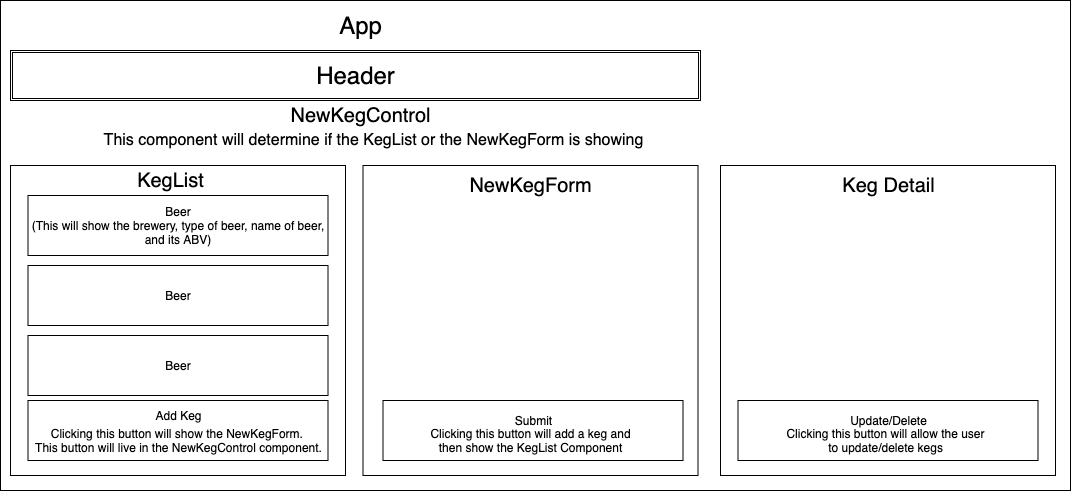 App
Header
NewKegControl
This component will determine if the KegList or the NewKegForm is showing
KegList
Beer
(This will show the brewery, type of beer, name of beer,
and its ABV)
Beer
Beer
Add Keg
Clicking this button will show the NewKegForm.
This button will live in the NewKegControl component.
NewKegForm
Submit
Clicking this button will add a keg and
then show the KegList Component
Keg Detail
Update/Delete
Clicking this button will allow the user
to update/delete kegs